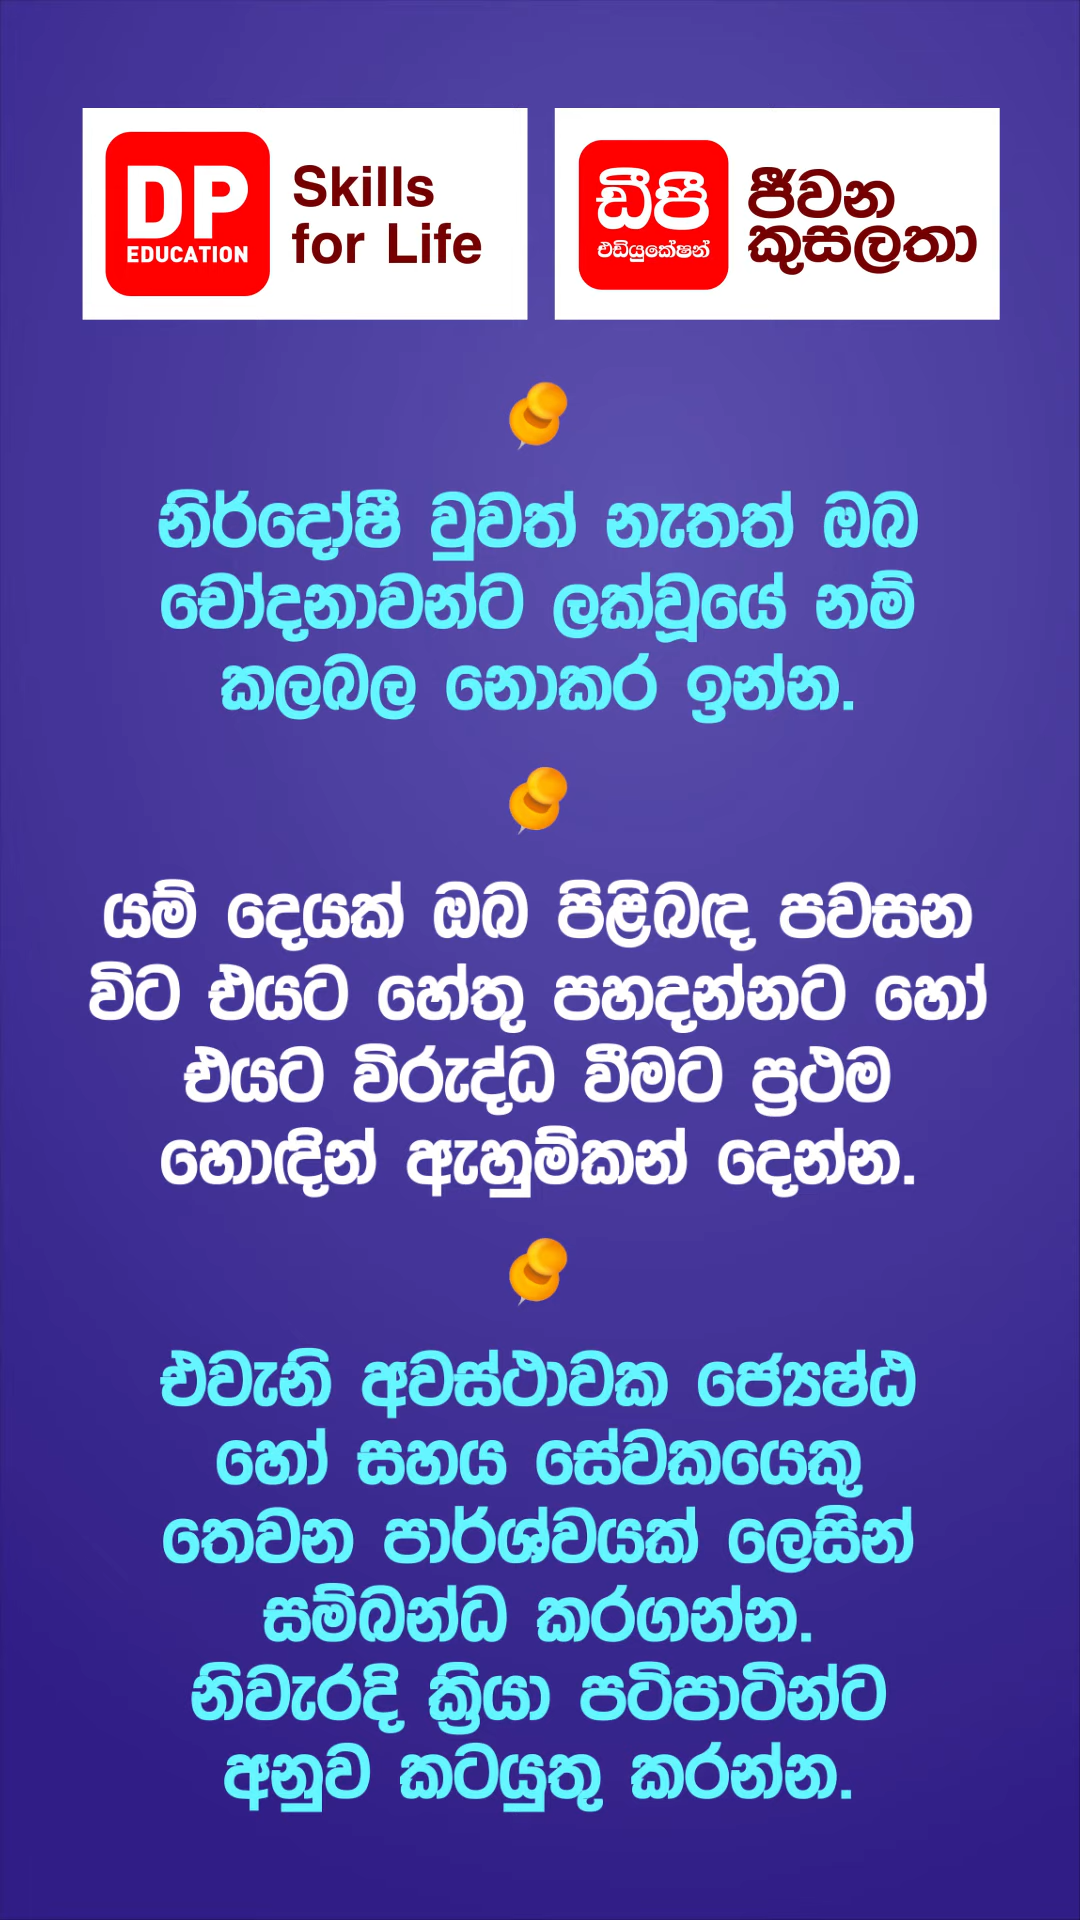 DP
EDUCATION
Skills
for Life
ඩීපී
එඩියුකේෂන්
ජීවන
කුසලතා
නිර්දෝෂී වුවත් නැතත් ඔබ
චෝදනාවන්ට ලක්වූයේ නම්
කලබල නොකර ඉන්න.
යම් දෙයක් ඔබ පිළිබඳ පවසන
විට එයට හේතු පහදන්නට හෝ
එයට විරුද්ධ වීමට ප්‍රථම
හොඳින් ඇහුම්කන් දෙන්න.
එවැනි අවස්ථාවක ජ්‍යෙෂ්ඨ
හෝ සහය සේවකයෙකු
තෙවන පාර්ශ්වයක් ලෙසින්
සම්බන්ධ කරගන්න.
නිවැරදි ක්‍රියා පටිපාටින්ට
අනුව කටයුතු කරන්න.